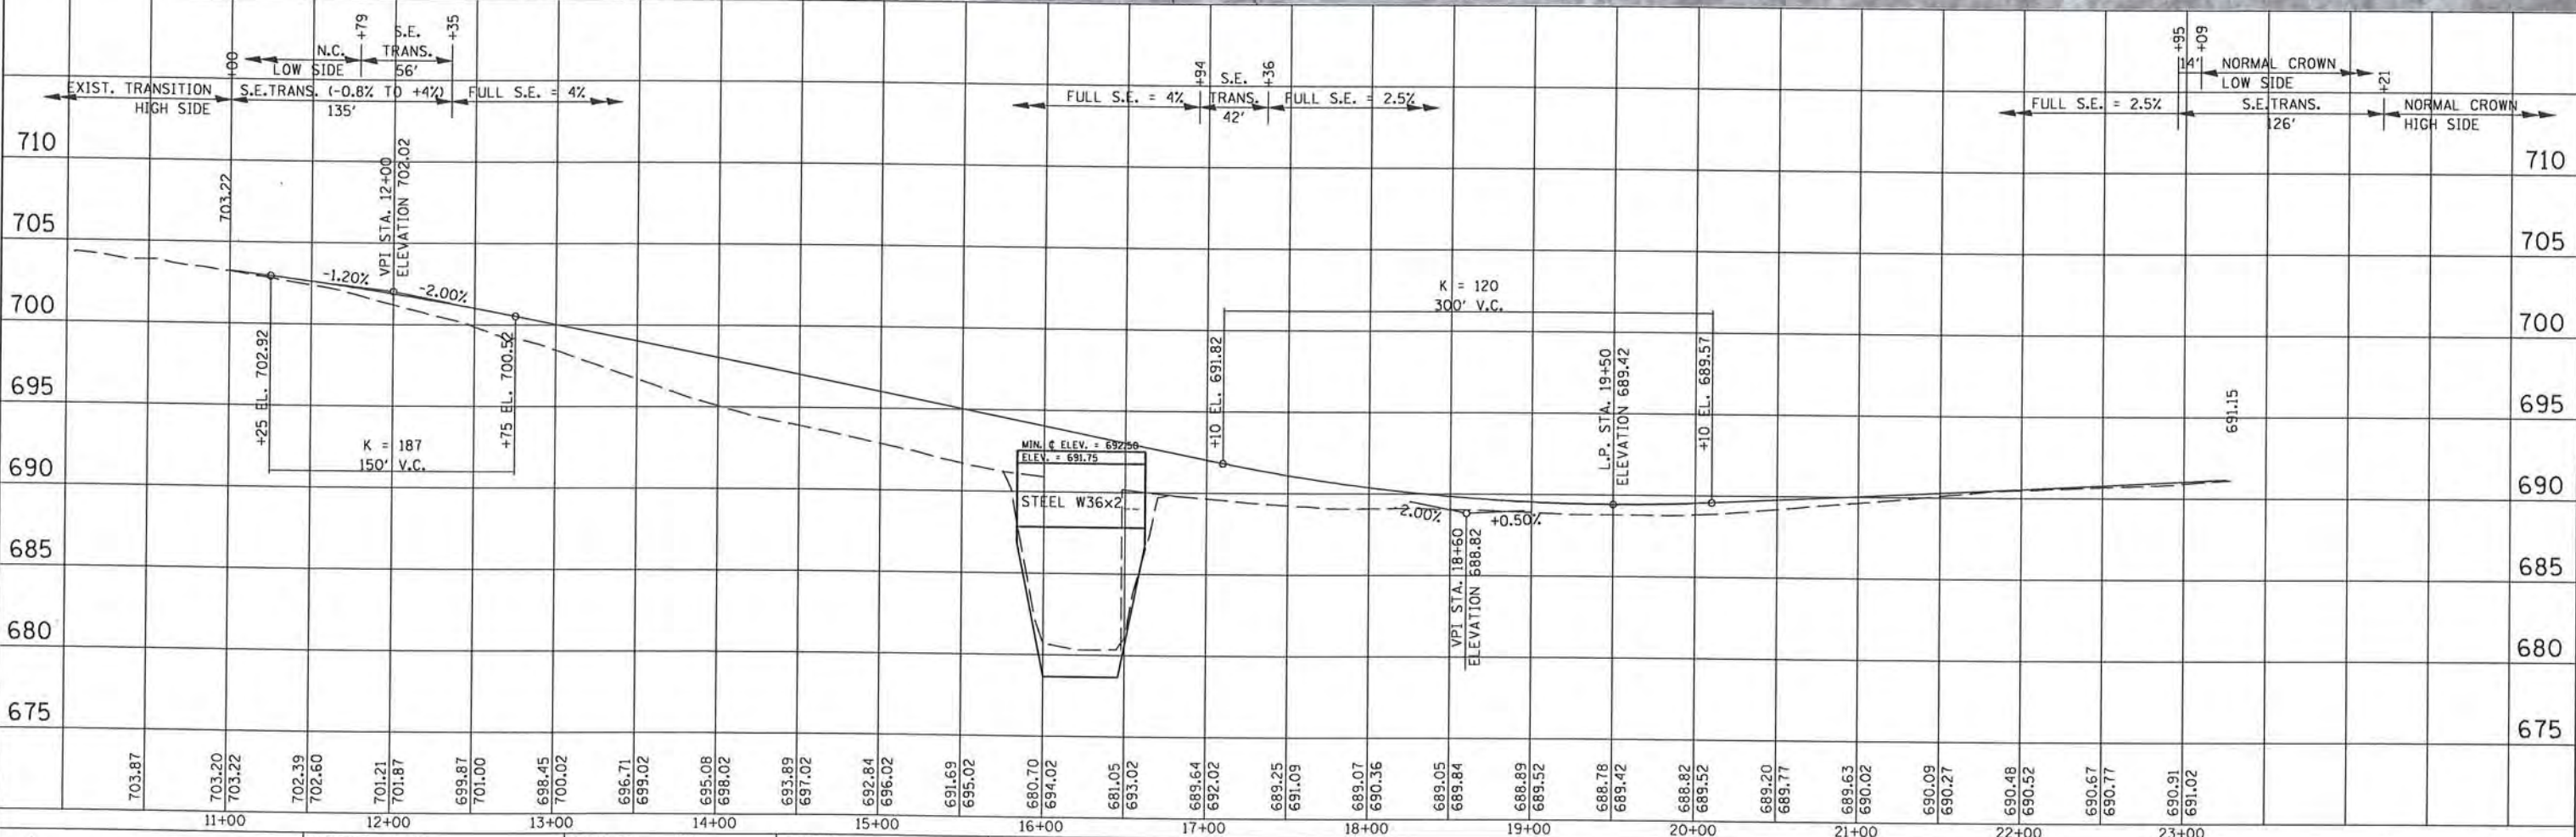 +00
+79
S.E.
+35
N.C.
TRANS.
LOW SIDE
56'
EXIST. TRANSITION
S.E.TRANS. (-0.8% TO +4%)
FULL S.E. = 4%
HIGH SIDE
135'
+94
S.E.
+36
FULL S.E. = 4%
TRANS.
FULL S.E. = 2.5%
42'
+95
+09
14'
NORMAL CROWN
LOW SIDE
+21
FULL S.E. = 2.5%
S.E.TRANS.
NORMAL CROWN
126'
HIGH SIDE
710
710
705
705
700
700
695
695
690
690
685
685
680
680
675
675
703.22
VPI STA. 12+00
ELEVATION 702.02
-1.20%
-2.00%
+25 EL. 702.92
+75 EL. 700.52
K = 187
150' V.C.
MIN. ℄ ELEV. = 692.50
ELEV. = 691.75
STEEL W36x2
K = 120
300' V.C.
+10 EL. 691.82
L.P. STA. 19+50
ELEVATION 689.42
+10 EL. 689.57
-2.00%
+0.50%
VPI STA. 18+60
ELEVATION 688.82
691.15
703.87
703.20
703.22
702.39
702.60
701.21
701.87
699.87
701.00
698.45
700.02
696.71
699.02
695.08
698.02
693.89
697.02
692.84
696.02
691.69
695.02
680.70
694.02
681.05
693.02
689.64
692.02
689.25
691.09
689.07
690.36
689.05
689.84
688.89
689.52
688.78
689.42
688.82
689.52
689.20
689.77
689.63
690.02
690.09
690.27
690.48
690.52
690.67
690.77
690.91
691.02
11+00
12+00
13+00
14+00
15+00
16+00
17+00
18+00
19+00
20+00
21+00
22+00
23+00